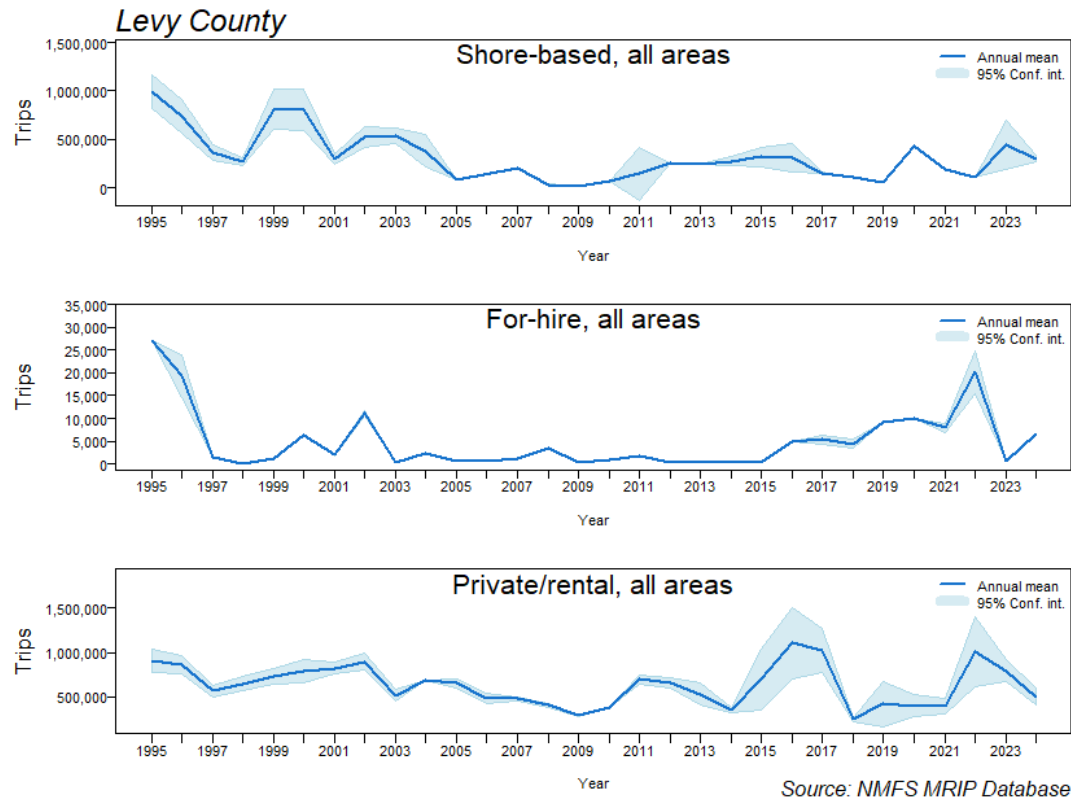 Levy County
Shore-based, all areas
Annual mean
95% Conf. int.
Trips
1,500,000
1,000,000
500,000
0
1995 1997 1999 2001 2003 2005 2007 2009 2011 2013 2015 2017 2019 2021 2023
Year
For-hire, all areas
Annual mean
95% Conf. int.
Trips
35,000
30,000
25,000
20,000
15,000
10,000
5,000
0
1995 1997 1999 2001 2003 2005 2007 2009 2011 2013 2015 2017 2019 2021 2023
Year
Private/rental, all areas
Annual mean
95% Conf. int.
Trips
1,500,000
1,000,000
500,000
1995 1997 1999 2001 2003 2005 2007 2009 2011 2013 2015 2017 2019 2021 2023
Year
Source: NMFS MRIP Database